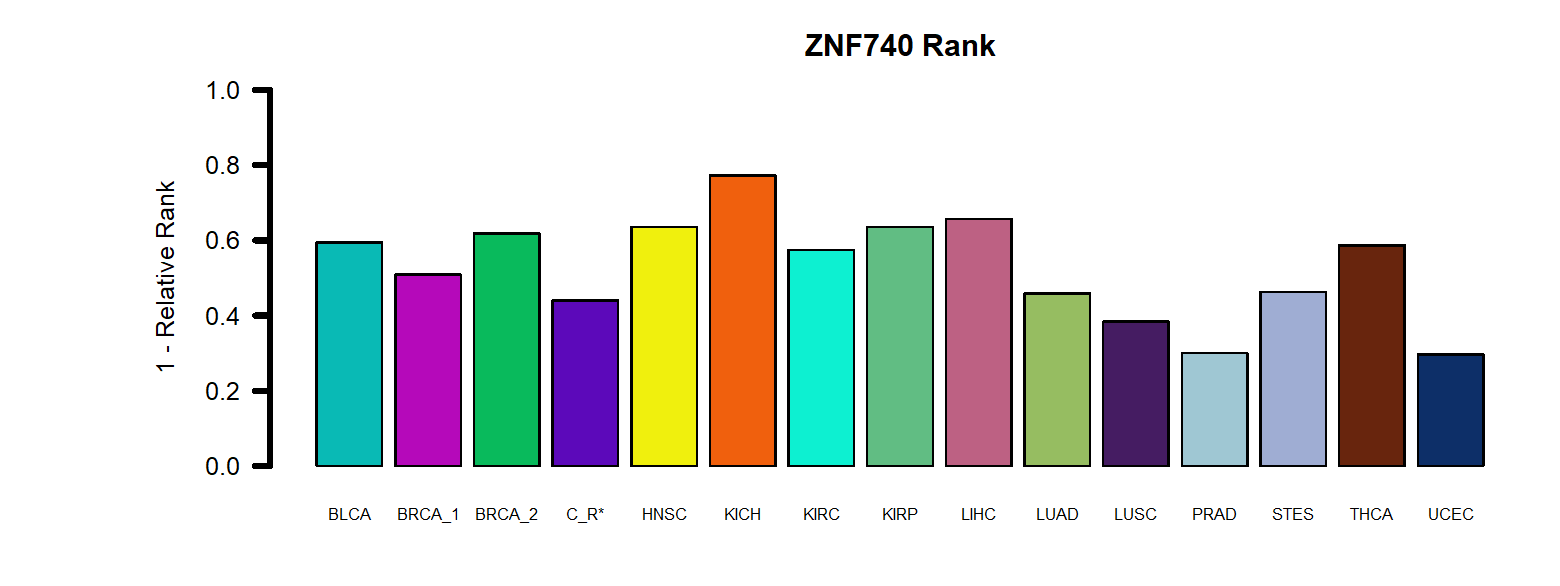 ZNF740 Rank
1 - Relative Rank
1.0
0.8
0.6
0.4
0.2
0.0
BLCA BRCA_1 BRCA_2 C_R* HNSC KICH KIRC KIRP LIHC LUAD LUSC PRAD STES THCA UCEC